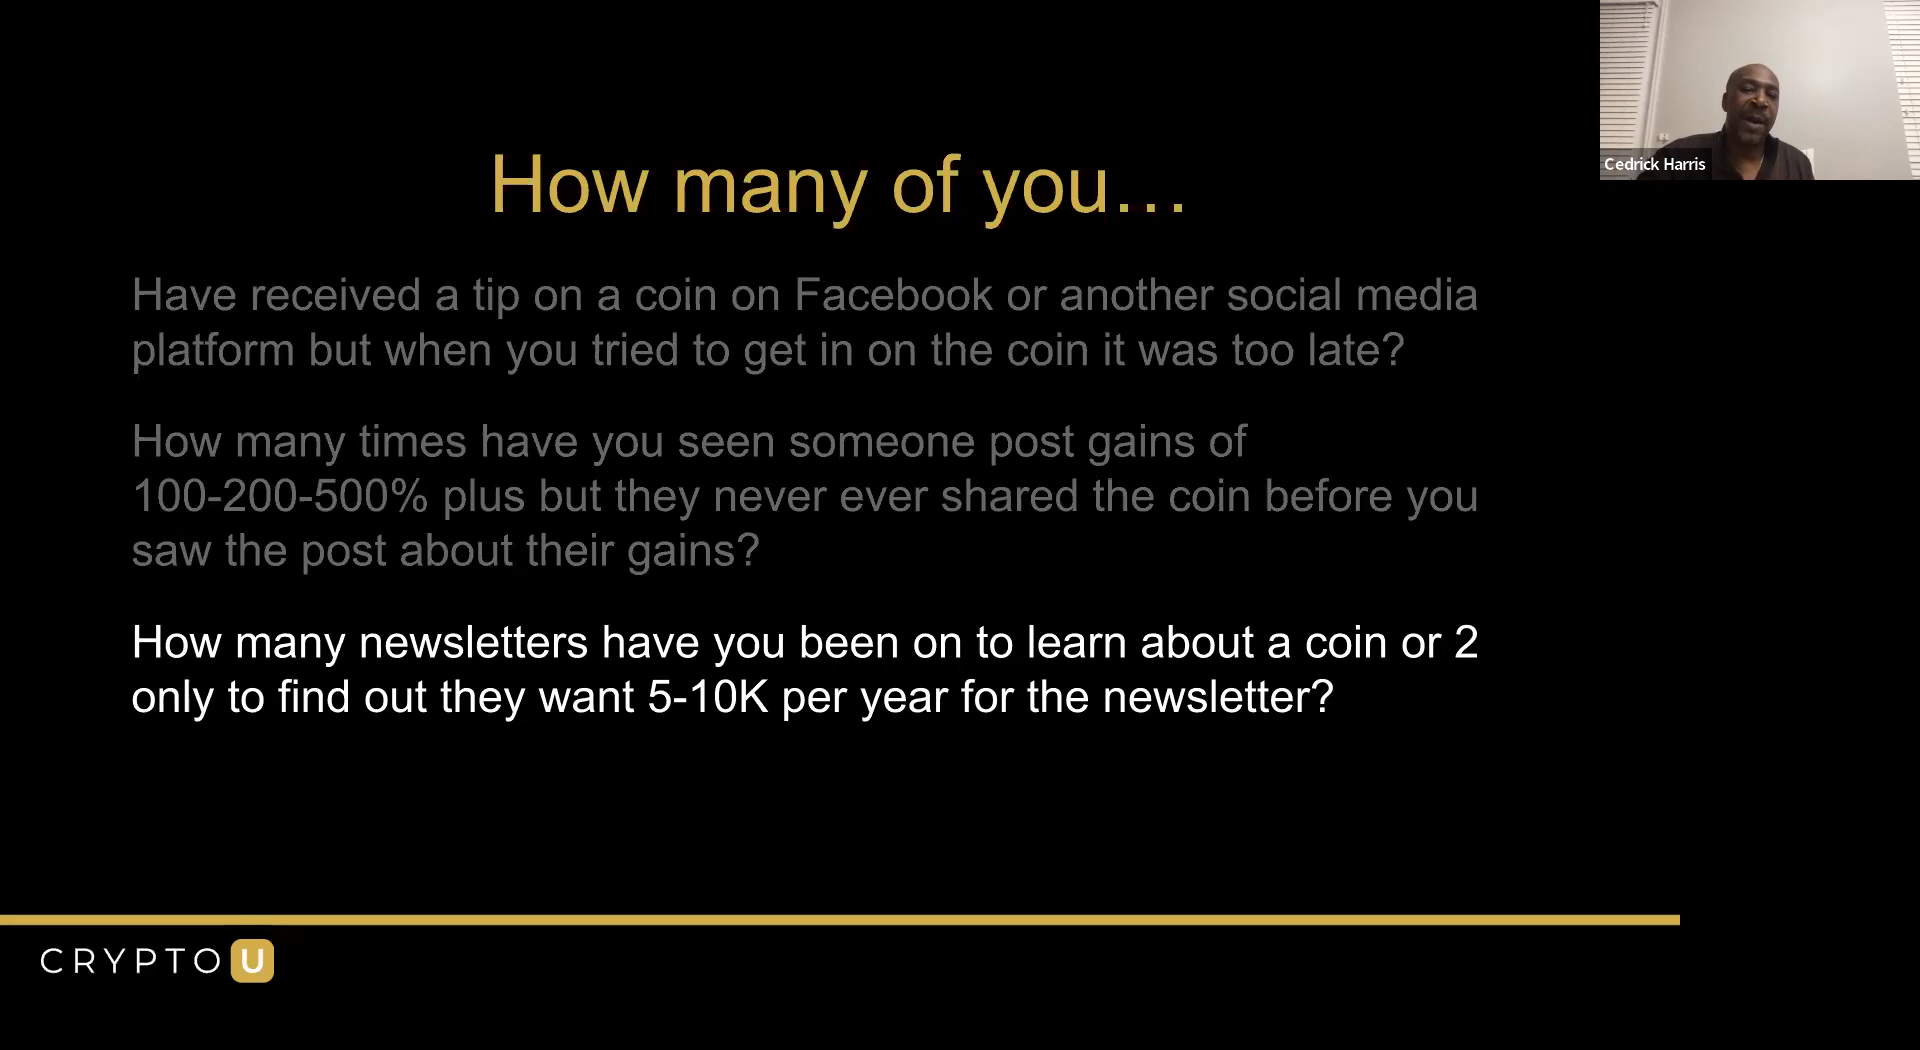 Cedrick Harris
How many of you...
Have received a tip on a coin on Facebook or another social media
platform but when you tried to get in on the coin it was too late?
How many times have you seen someone post gains of
100-200-500% plus but they never ever shared the coin before you
saw the post about their gains?
How many newsletters have you been on to learn about a coin or 2
only to find out they want 5-10K per year for the newsletter?
CRYPTO U